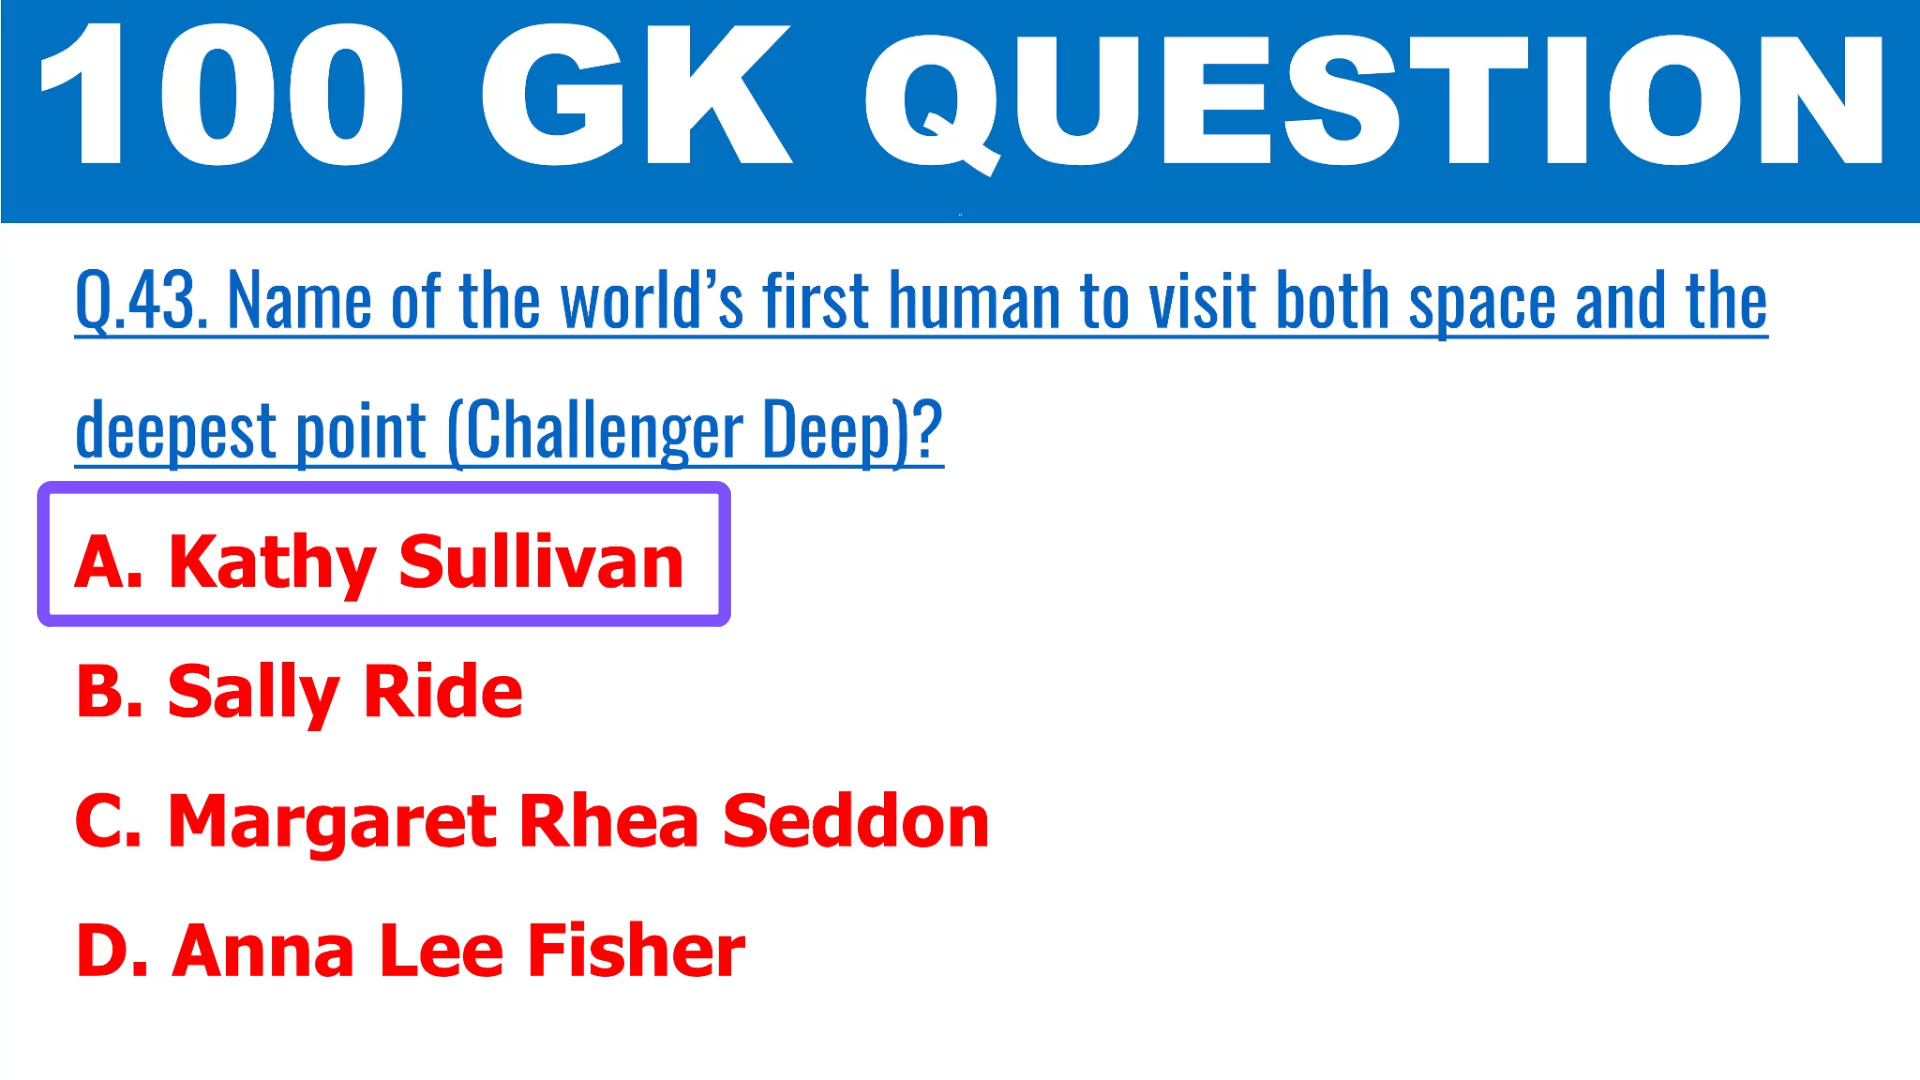 100 GK QUESTION
Q.43. Name of the world’s first human to visit both space and the
deepest point (Challenger Deep)?
A. Kathy Sullivan
B. Sally Ride
C. Margaret Rhea Seddon
D. Anna Lee Fisher